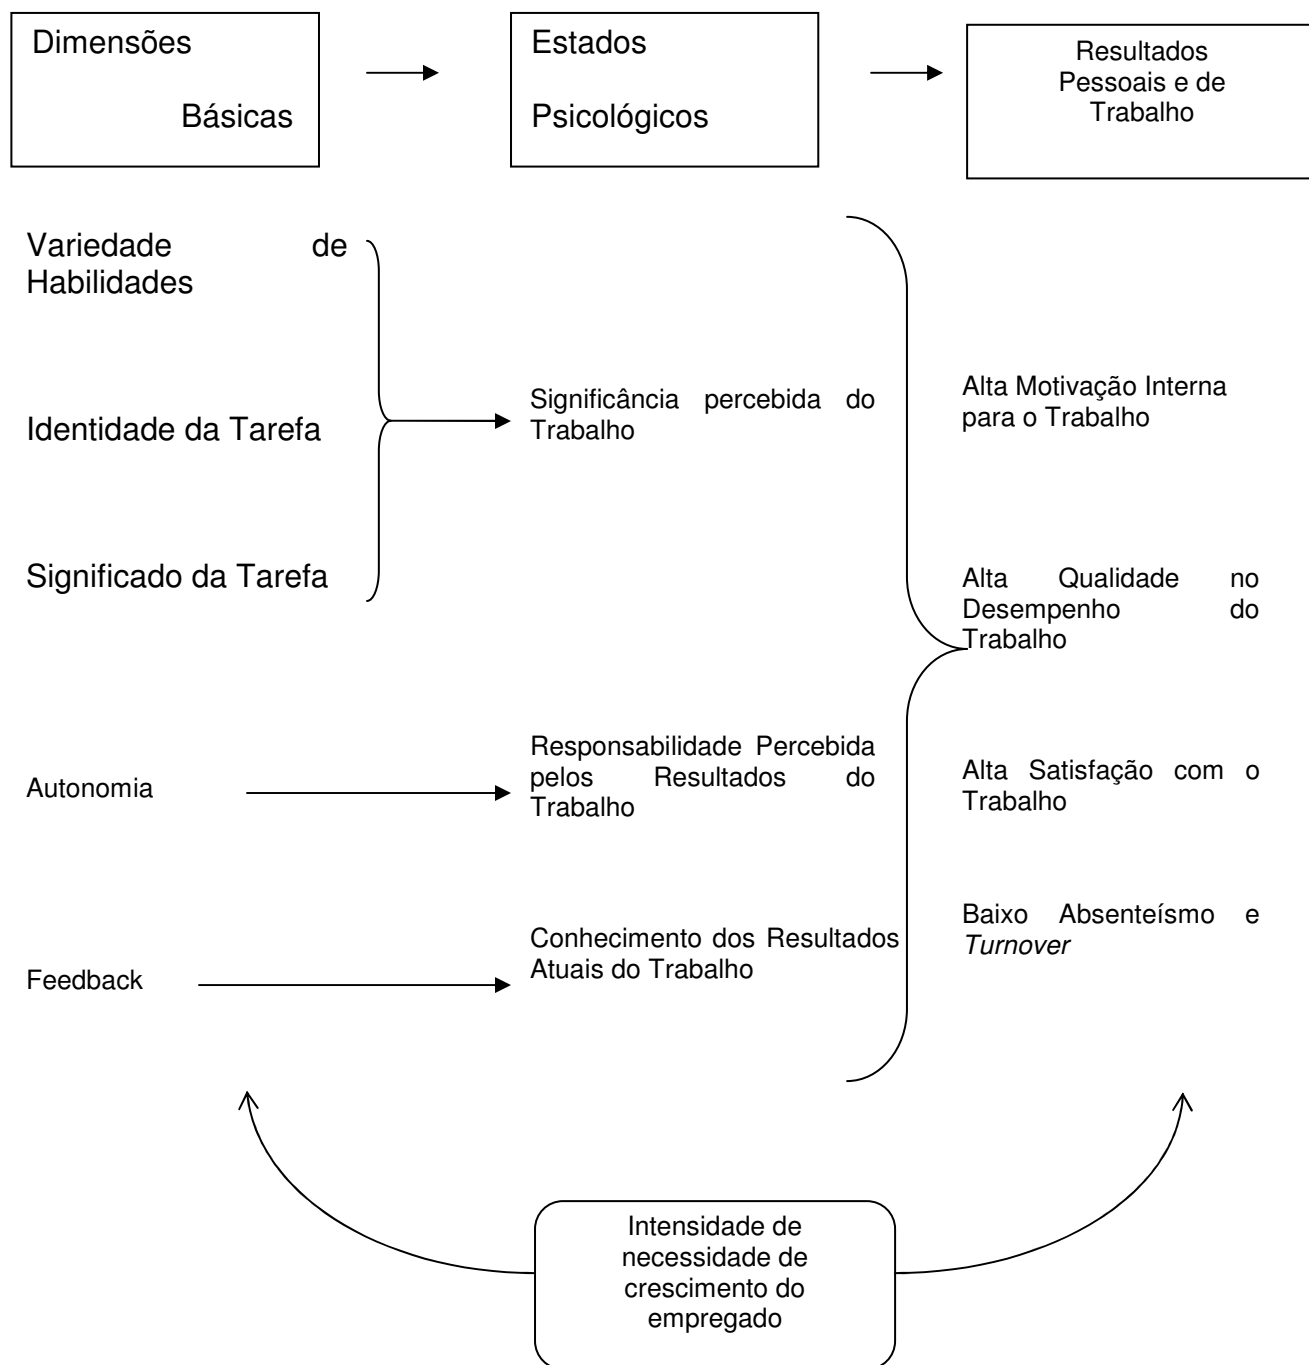 Dimensões
Básicas
Estados
Psicológicos
Resultados
Pessoais e de
Trabalho
Variedade de
Habilidades
Identidade da Tarefa
Significado da Tarefa
Autonomia
Feedback
Significância percebida do
Trabalho
Responsabilidade Percebida
pelos Resultados do
Trabalho
Conhecimento dos Resultados
Atuais do Trabalho
Alta Motivação Interna
para o Trabalho
Alta Qualidade no
Desempenho do
Trabalho
Alta Satisfação com o
Trabalho
Baixo Absenteísmo e
Turnover
Intensidade de
necessidade de
crescimento do
empregado